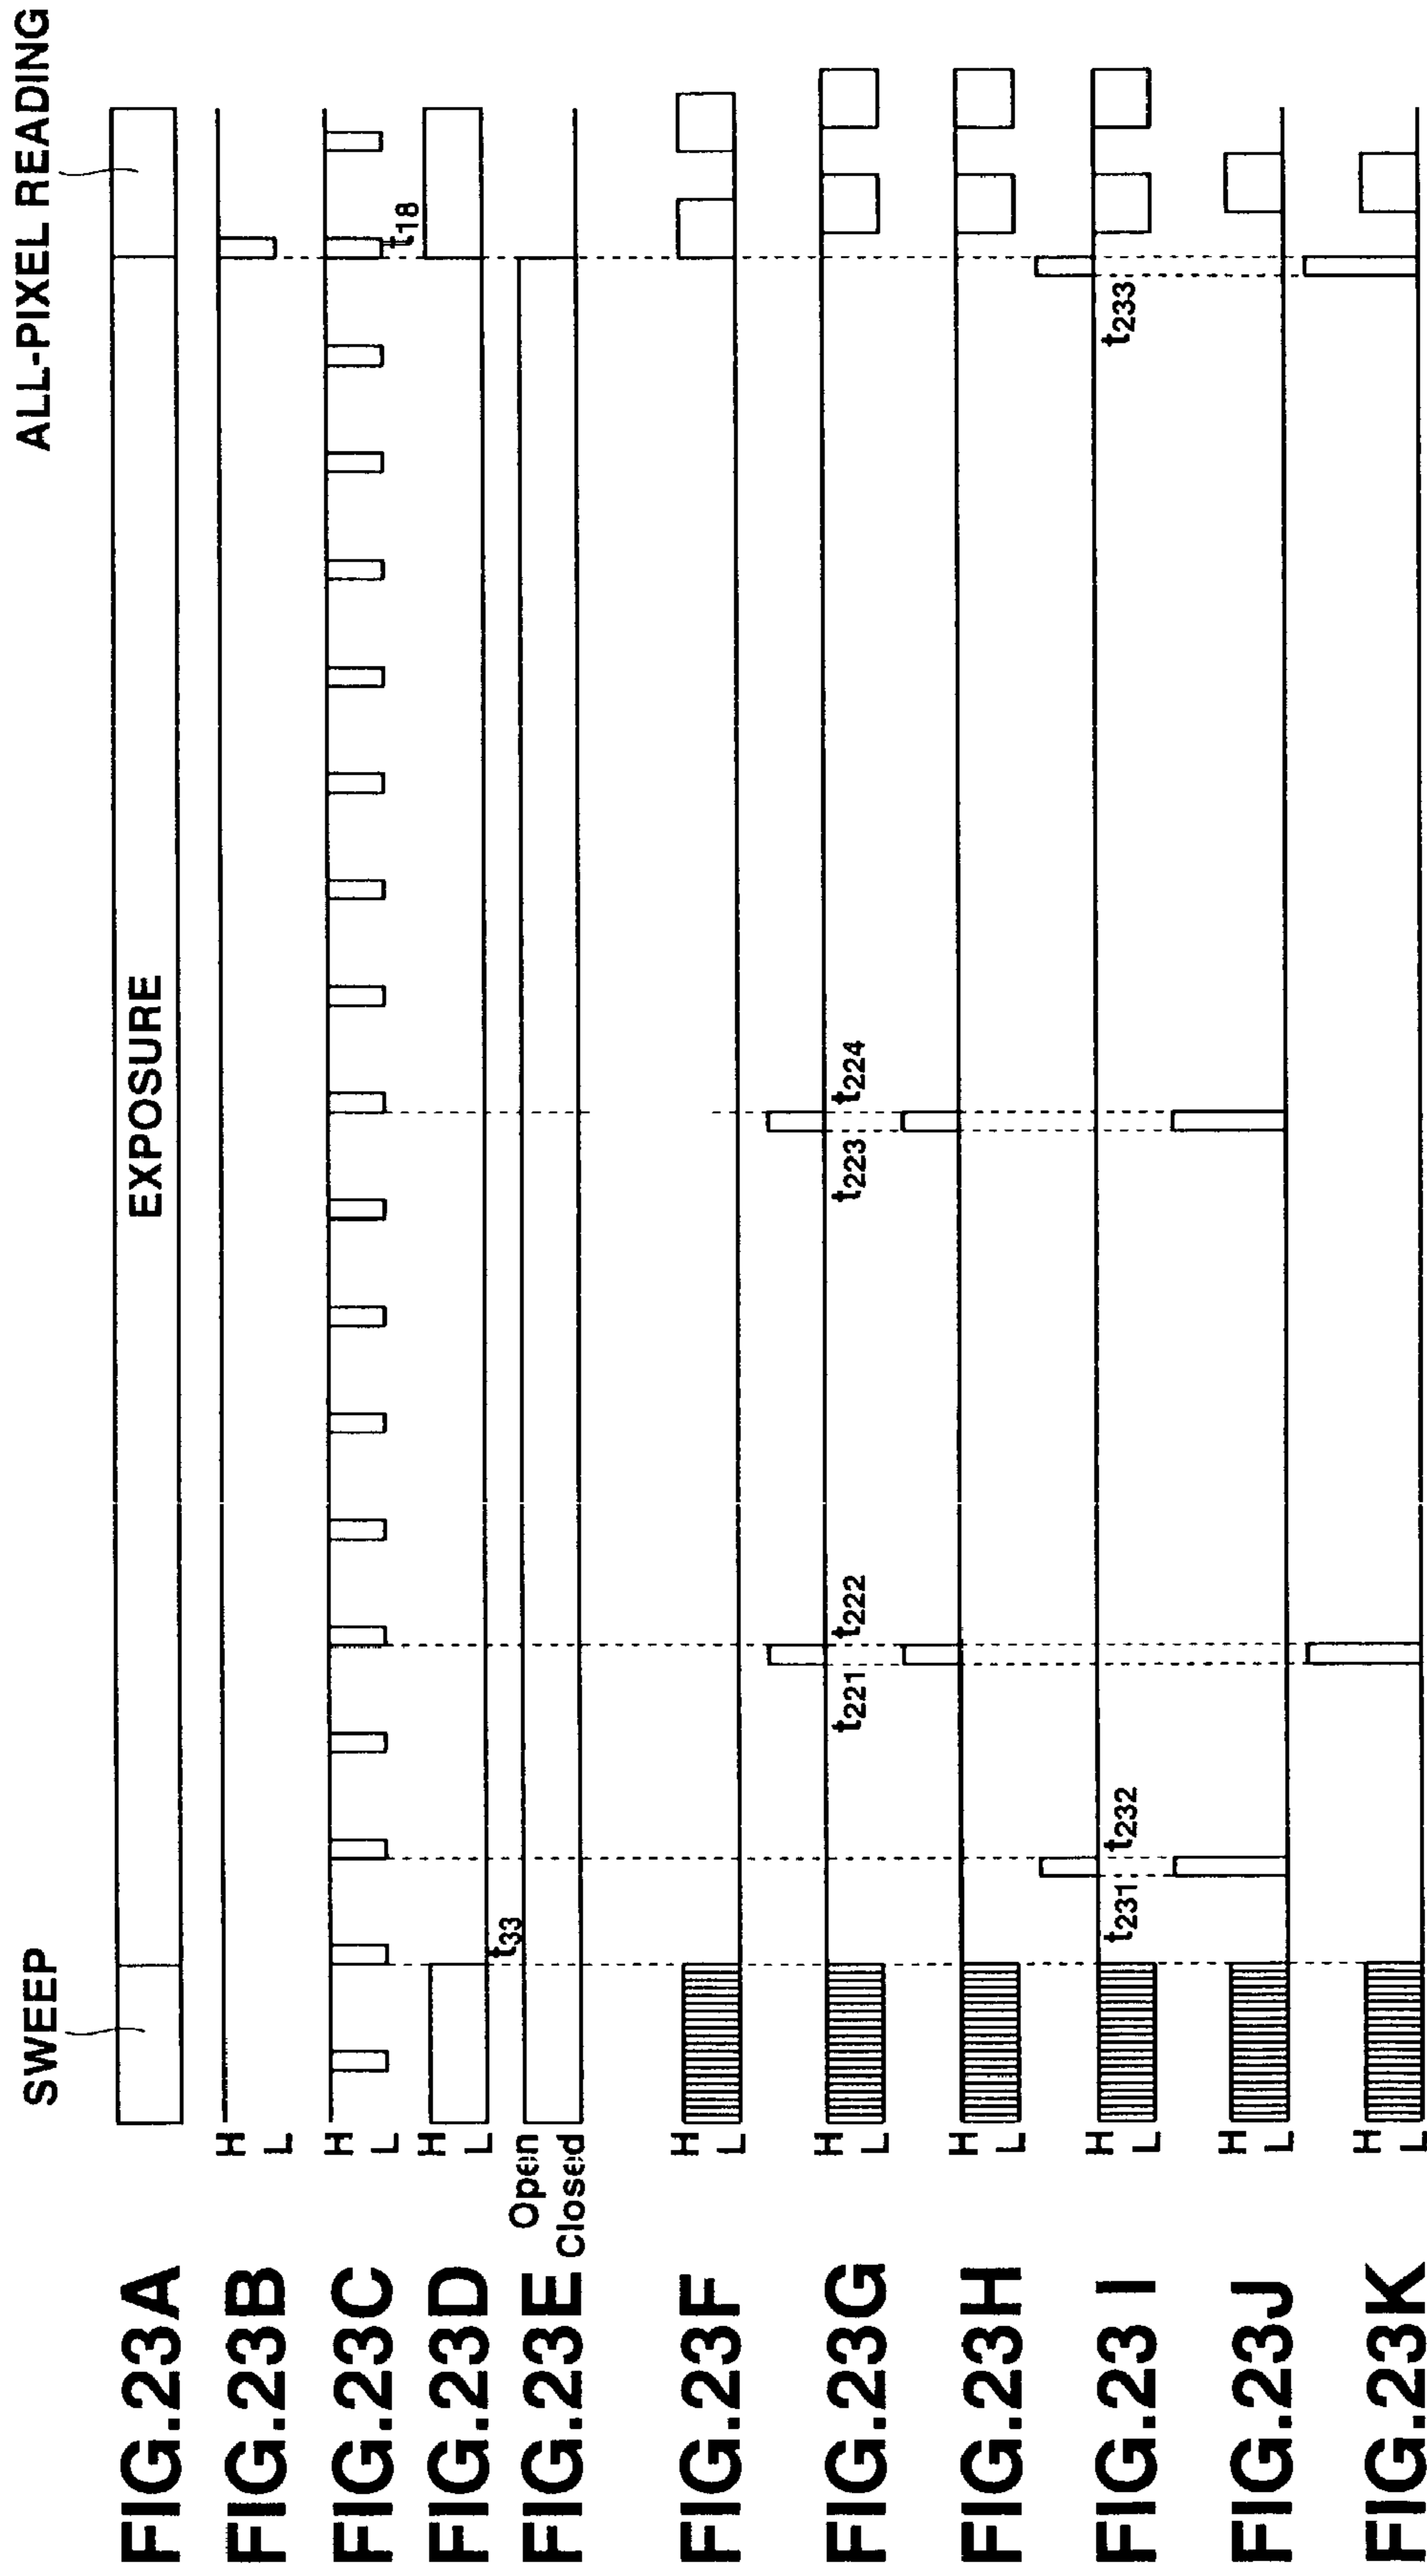 SWEEP
ALL-PIXEL READING
FIG.23A
EXPOSURE
FIG.23B
H
L
FIG.23C
H
L
t18
FIG.23D
H
L
t33
FIG.23E
Open
Closed
FIG.23F
H
L
FIG.23G
H
L
t221
t222
t223
t224
FIG.23H
H
L
FIG.23 I
H
L
t231
t232
t233
FIG.23J
H
L
FIG.23K
H
L